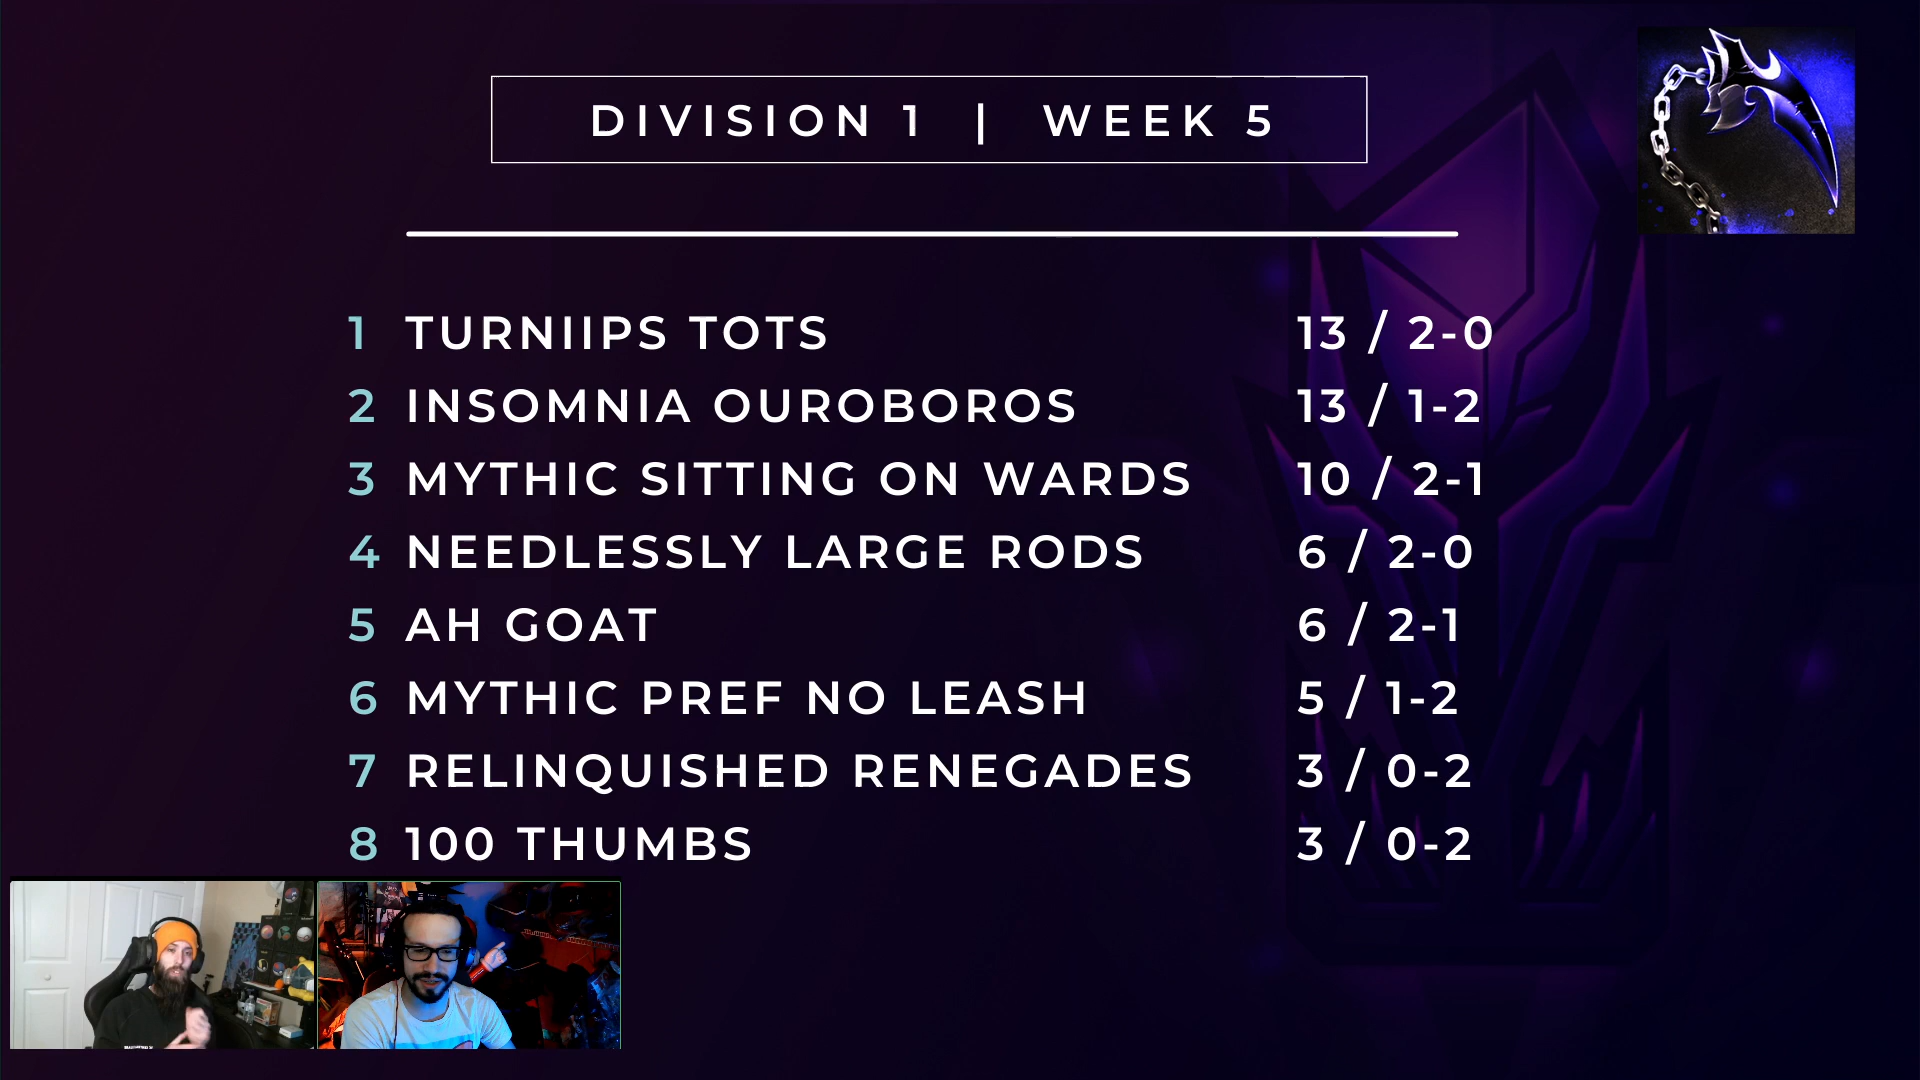 DIVISION 1 | WEEK 5
1 TURNIIPS TOTS 13 / 2-0
2 INSOMNIA OUROBOROS 13 / 1-2
3 MYTHIC SITTING ON WARDS 10 / 2-1
4 NEEDLESSLY LARGE RODS 6 / 2-0
5 AH GOAT 6 / 2-1
6 MYTHIC PREF NO LEASH 5 / 1-2
7 RELINQUISHED RENEGADES 3 / 0-2
8 100 THUMBS 3 / 0-2